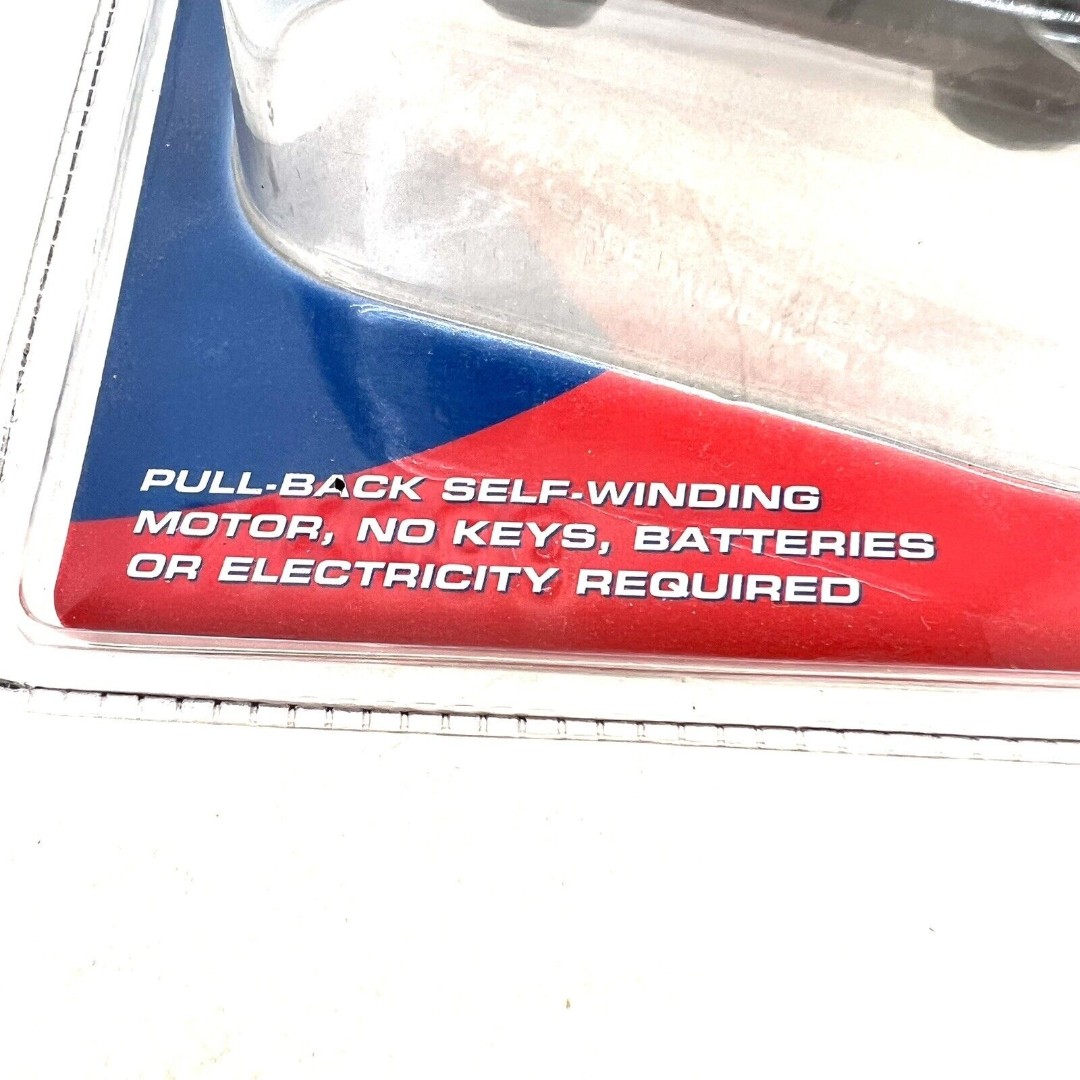 PULL-BACK SELF-WINDING
MOTOR, NO KEYS, BATTERIES
OR ELECTRICITY REQUIRED